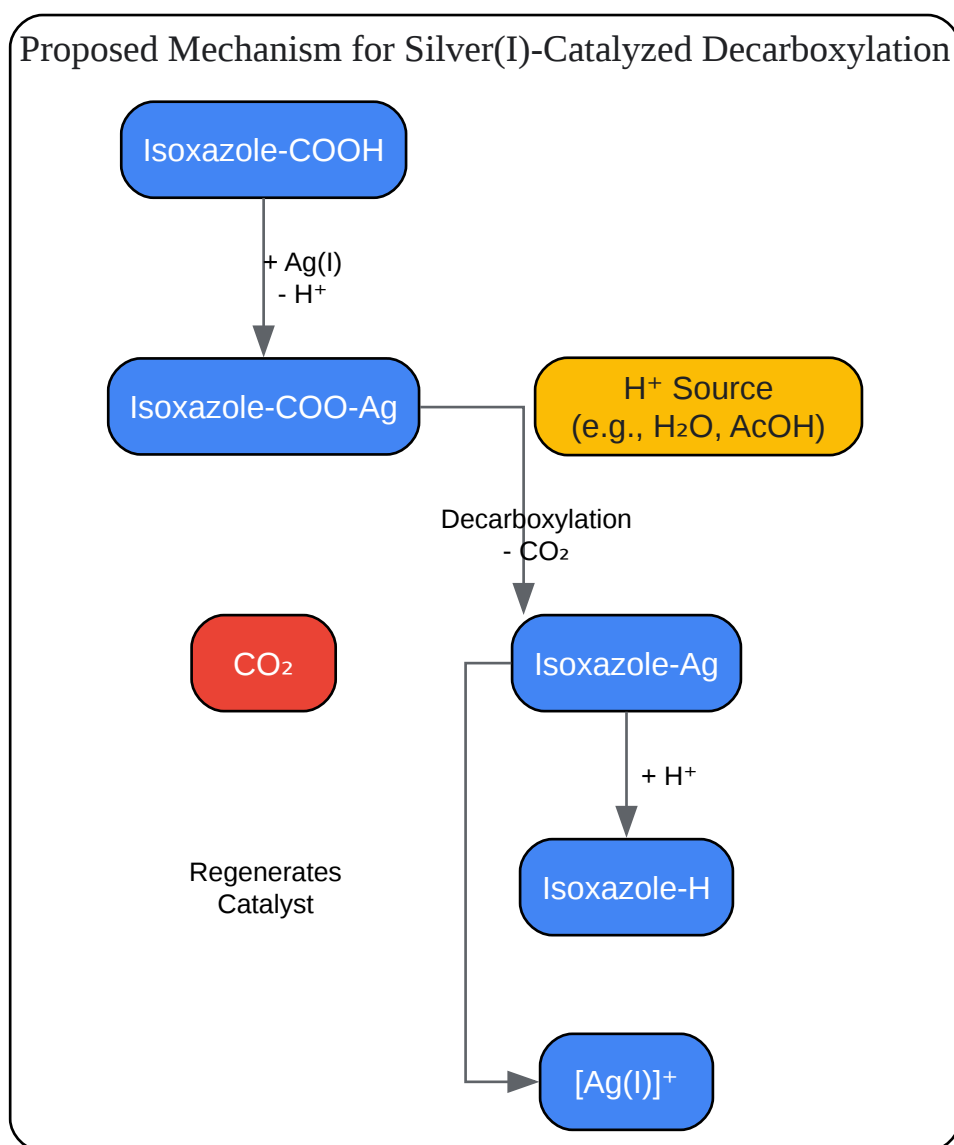 Proposed Mechanism for Silver(I)-Catalyzed Decarboxylation
Isoxazole-COOH
+ Ag(I)
- H⁺
Isoxazole-COO-Ag
H⁺ Source
(e.g., H₂O, AcOH)
Decarboxylation
- CO₂
CO₂
Isoxazole-Ag
+ H⁺
Regenerates
Catalyst
Isoxazole-H
[Ag(I)]⁺